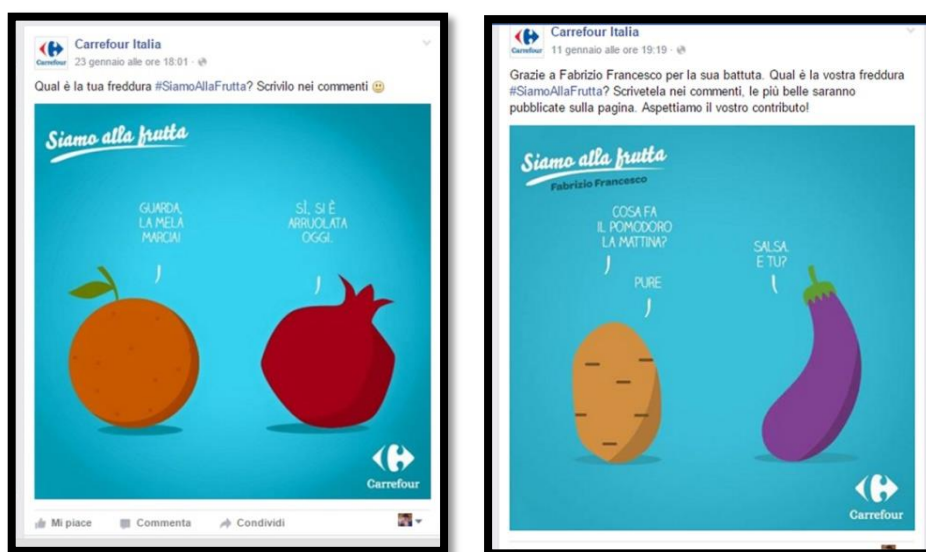 Carrefour Italia
Carrefour
23 gennaio alle ore 18:01 ·
Qual è la tua freddura #SiamoAllaFrutta? Scrivilo nei commenti
Siamo alla frutta
GUARDA,
LA MELA
MARCIA!
SÌ, SI È
ARRUOLATA
OGGI.
Carrefour
Mi piace
Commenta
Condividi
Carrefour Italia
Carrefour
11 gennaio alle ore 19:19 ·
Grazie a Fabrizio Francesco per la sua battuta. Qual è la vostra freddura
#SiamoAllaFrutta? Scrivetela nei commenti, le più belle saranno
pubblicate sulla pagina. Aspettiamo il vostro contributo!
Siamo alla frutta
Fabrizio Francesco
COSA FA
IL POMODORO
LA MATTINA?
SALSA.
E TU?
PURE
Carrefour